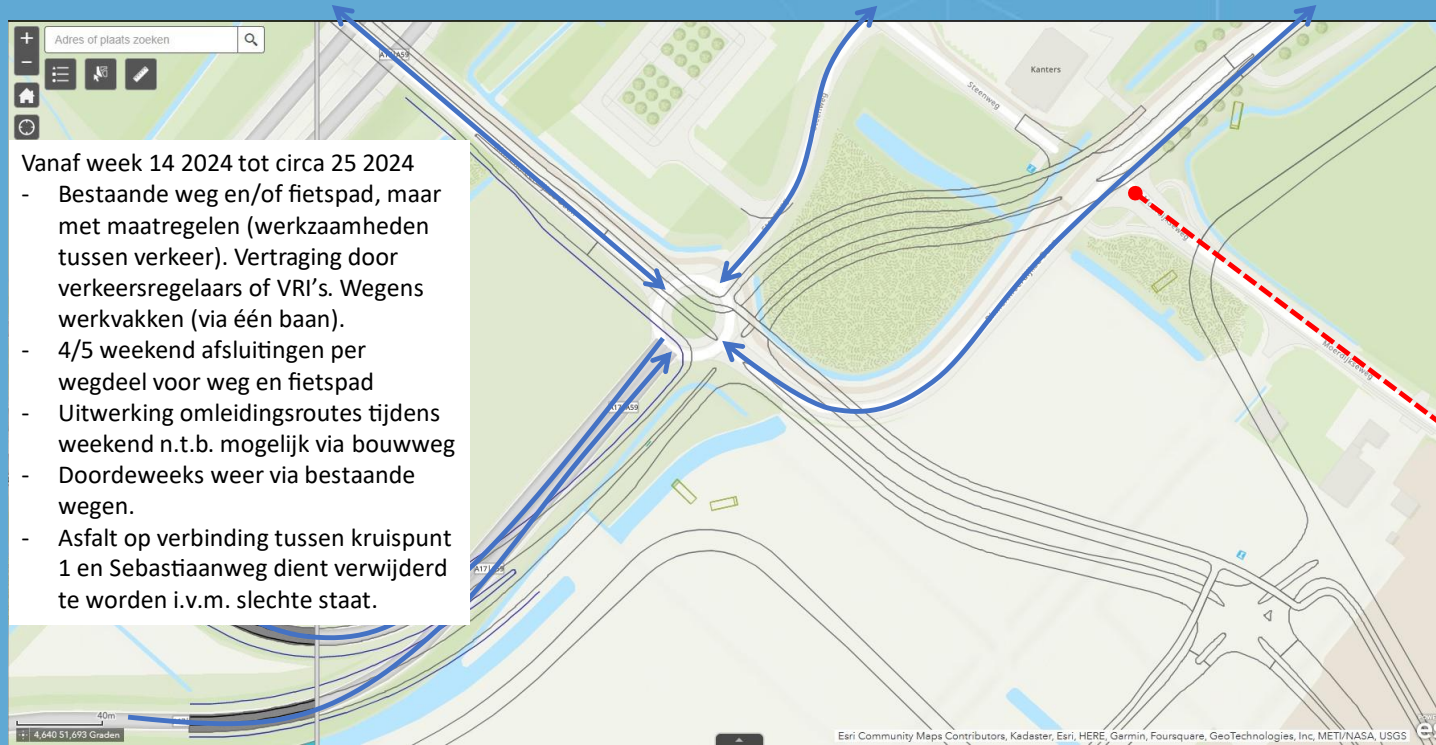 Adres of plaats zoeken
A17|A59
Kanters
Steenweg
Vanaf week 14 2024 tot circa 25 2024
- Bestaande weg en/of fietspad, maar
met maatregelen (werkzaamheden
tussen verkeer). Vertraging door
verkeersregelaars of VRI's. Wegens
werkvakken (via één baan).
- 4/5 weekend afsluitingen per
wegdeel voor weg en fietspad
- Uitwerking omleidingsroutes tijdens
weekend n.t.b. mogelijk via bouwweg
- Doordeweeks weer via bestaande
wegen.
- Asfalt op verbinding tussen kruispunt
1 en Sebastiaanweg dient verwijderd
te worden i.v.m. slechte staat.
Moerdijkseweg
A17|A59
A17|A59
40m
4,640 51,693 Graden
Esri Community Maps Contributors, Kadaster, Esri, HERE, Garmin, Foursquare, GeoTechnologies, Inc, METI/NASA, USGS